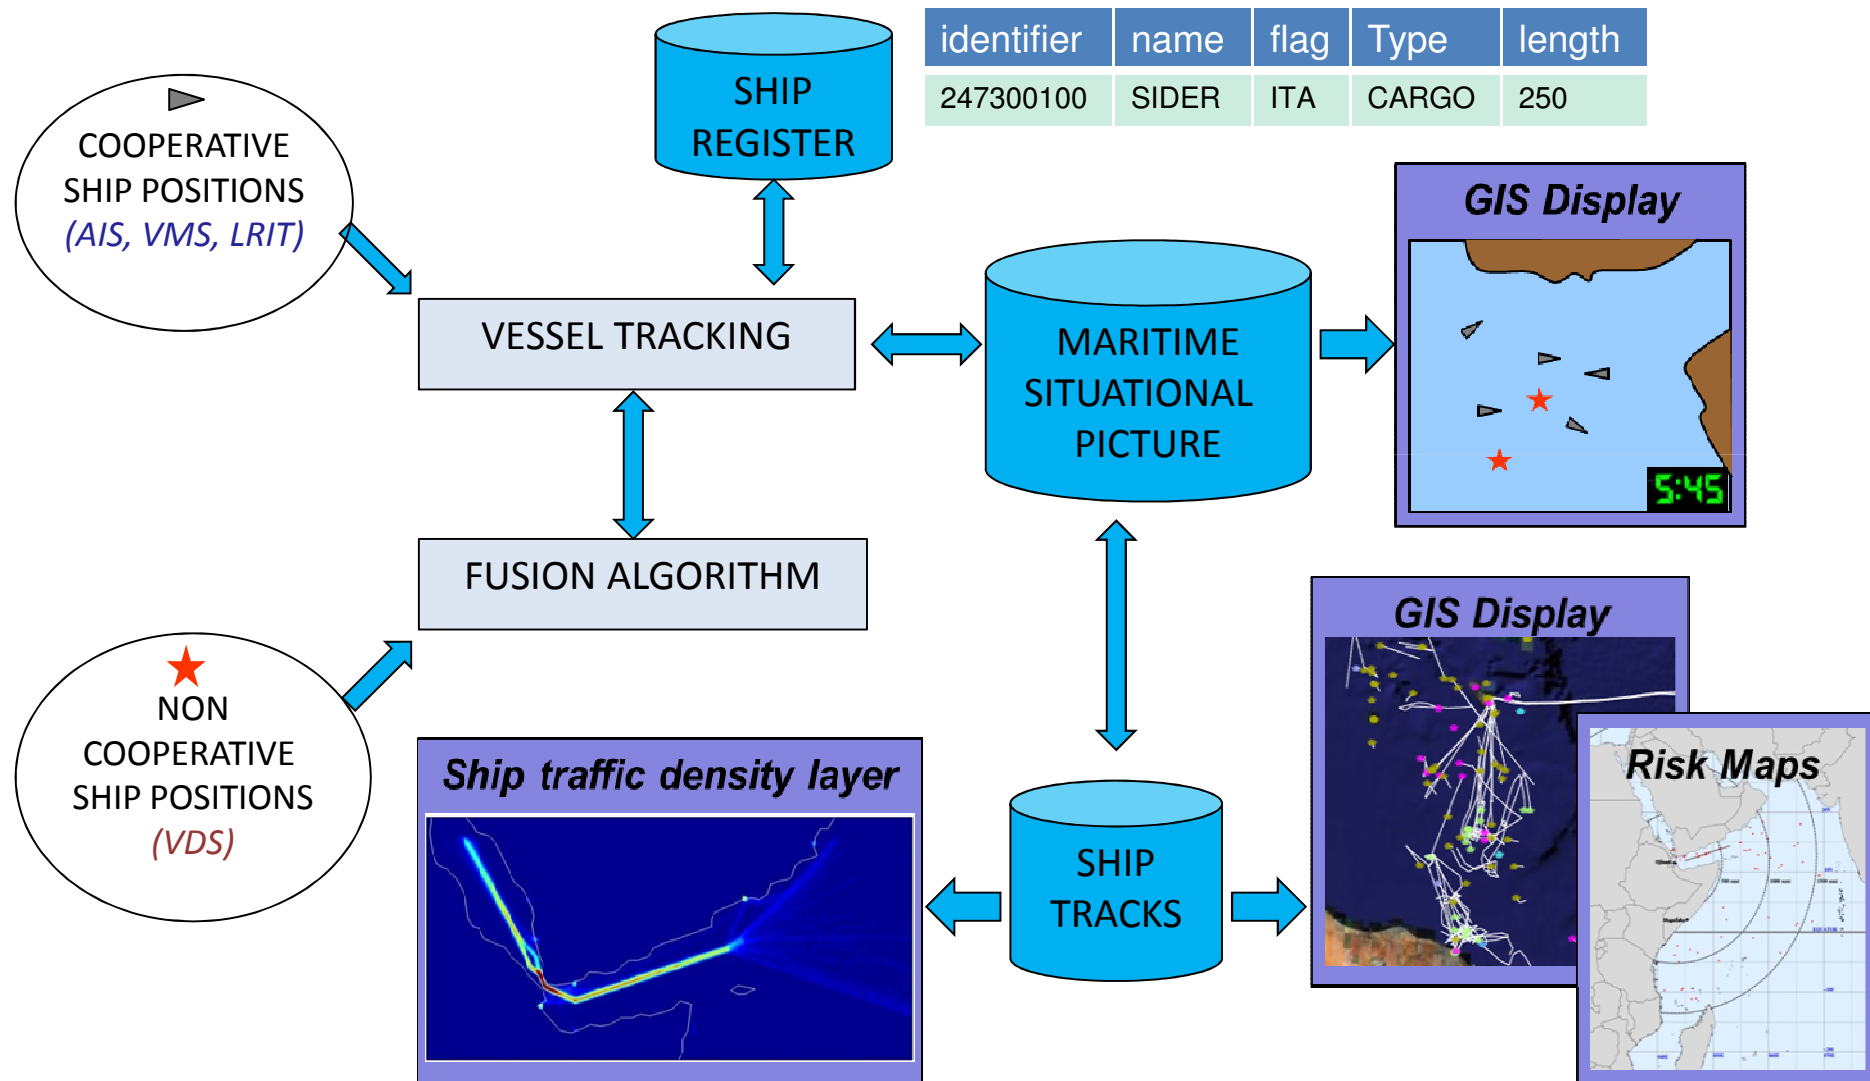 identifier name flag Type length
247300100 SIDER ITA CARGO 250
SHIP
REGISTER
COOPERATIVE
SHIP POSITIONS
(AIS, VMS, LRIT)
GIS Display
VESSEL TRACKING
MARITIME
SITUATIONAL
PICTURE
5:45
FUSION ALGORITHM
NON
COOPERATIVE
SHIP POSITIONS
(VDS)
GIS Display
Risk Maps
Ship traffic density layer
SHIP
TRACKS